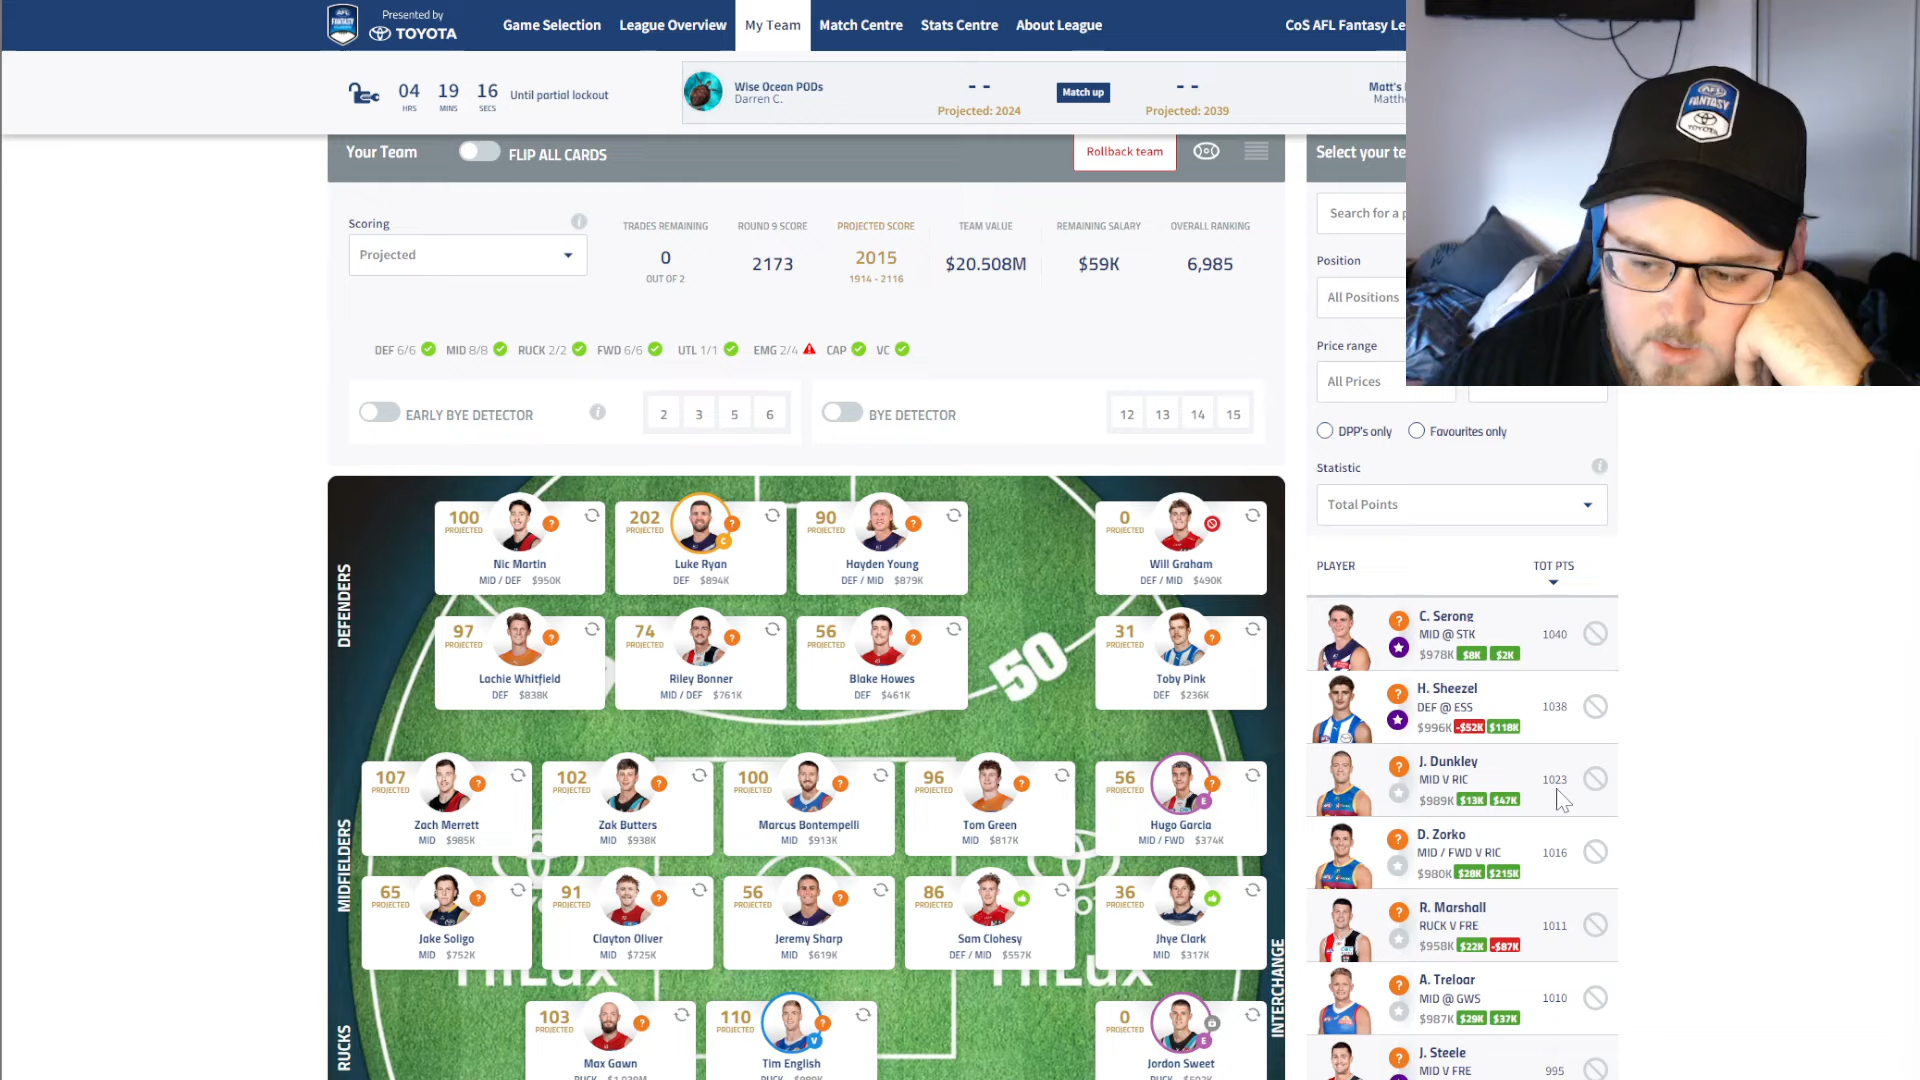 Presented by
TOYOTA
Game Selection
League Overview
My Team
Match Centre
Stats Centre
About League
CoS AFL Fantasy Le
04 HRS
19 MINS
16 SECS
Until partial lockout
Wise Ocean PODs
Darren C.
- -
Projected: 2024
Match up
- -
Projected: 2039
Matt's
Matth
AFL FANTASY TOYOTA
Your Team
FLIP ALL CARDS
Rollback team
Select your te
Scoring
Projected
TRADES REMAINING
0
OUT OF 2
ROUND 9 SCORE
2173
PROJECTED SCORE
2015
1914 - 2116
TEAM VALUE
$20.508M
REMAINING SALARY
$59K
OVERALL RANKING
6,985
DEF 6/6
MID 8/8
RUCK 2/2
FWD 6/6
UTL 1/1
EMG 2/4
CAP
VC
EARLY BYE DETECTOR
2 3 5 6
BYE DETECTOR
12 13 14 15
Search for a p
Position
All Positions
Price range
All Prices
DPP's only
Favourites only
Statistic
Total Points
DEFENDERS
100 PROJECTED
Nic Martin
MID / DEF $950K
202 PROJECTED
C
Luke Ryan
DEF $894K
90 PROJECTED
Hayden Young
DEF / MID $879K
0 PROJECTED
Will Graham
DEF / MID $490K
97 PROJECTED
Lachie Whitfield
DEF $838K
74 PROJECTED
Riley Bonner
MID / DEF $761K
56 PROJECTED
Blake Howes
DEF $461K
50
31 PROJECTED
Toby Pink
DEF $236K
MIDFIELDERS
107 PROJECTED
Zach Merrett
MID $985K
102 PROJECTED
Zak Butters
MID $938K
100 PROJECTED
Marcus Bontempelli
MID $913K
96 PROJECTED
Tom Green
MID $817K
56 PROJECTED
E
Hugo Garcia
MID / FWD $374K
65 PROJECTED
Jake Soligo
MID $752K
91 PROJECTED
Clayton Oliver
MID $725K
56 PROJECTED
Jeremy Sharp
MID $619K
86 PROJECTED
Sam Clohesy
DEF / MID $557K
36 PROJECTED
Jhye Clark
MID $317K
INTERCHANGE
RUCKS
103 PROJECTED
Max Gawn
110 PROJECTED
V
Tim English
0 PROJECTED
E
Jordon Sweet
PLAYER
TOT PTS
C. Serong
MID @ STK
1040
$978K $8K $2K
H. Sheezel
DEF @ ESS
1038
$996K -$52K $118K
J. Dunkley
MID V RIC
1023
$989K $13K $47K
D. Zorko
MID / FWD V RIC
1016
$980K $28K $215K
R. Marshall
RUCK V FRE
1011
$958K $22K -$87K
A. Treloar
MID @ GWS
1010
$987K $29K $37K
J. Steele
MID V FRE
995